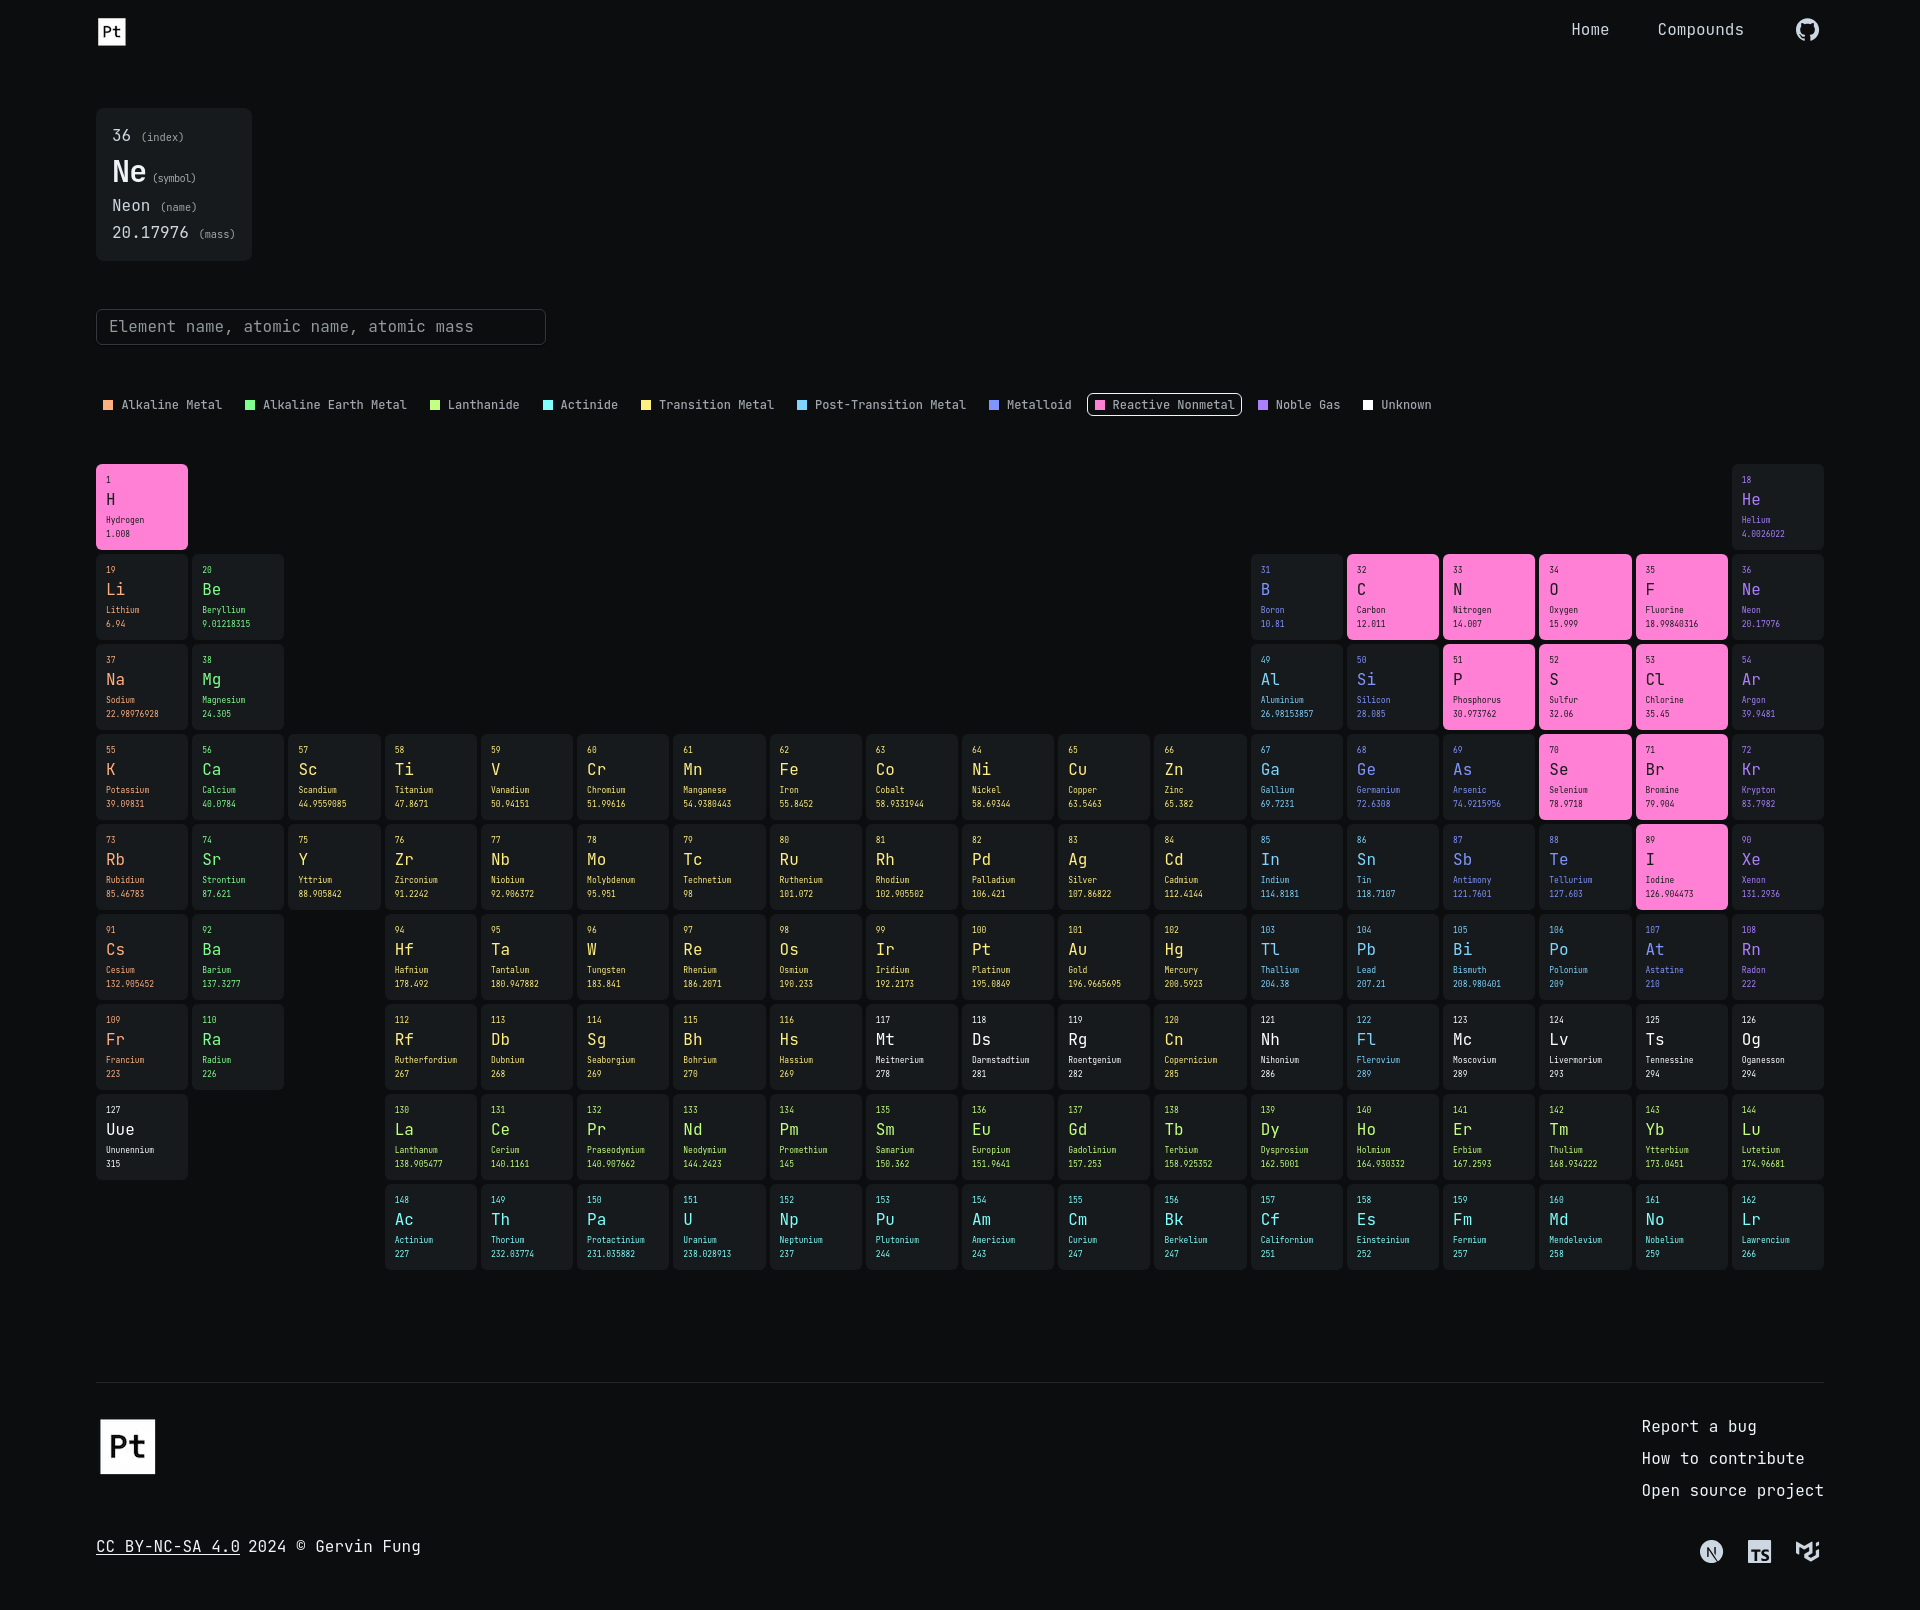 Pt
Home Compounds
36 (index)
Ne (symbol)
Neon (name)
20.17976 (mass)
Element name, atomic name, atomic mass
Alkaline Metal Alkaline Earth Metal Lanthanide Actinide Transition Metal Post-Transition Metal Metalloid Reactive Nonmetal Noble Gas Unknown
1 18
H He
Hydrogen Helium
1.008 4.0026022
19 20 31 32 33 34 35 36
Li Be B C N O F Ne
Lithium Beryllium Boron Carbon Nitrogen Oxygen Fluorine Neon
6.94 9.01218315 10.81 12.011 14.007 15.999 18.99840316 20.17976
37 38 49 50 51 52 53 54
Na Mg Al Si P S Cl Ar
Sodium Magnesium Aluminium Silicon Phosphorus Sulfur Chlorine Argon
22.98976928 24.305 26.98153857 28.085 30.973762 32.06 35.45 39.9481
55 56 57 58 59 60 61 62 63 64 65 66 67 68 69 70 71 72
K Ca Sc Ti V Cr Mn Fe Co Ni Cu Zn Ga Ge As Se Br Kr
Potassium Calcium Scandium Titanium Vanadium Chromium Manganese Iron Cobalt Nickel Copper Zinc Gallium Germanium Arsenic Selenium Bromine Krypton
39.09831 40.0784 44.9559085 47.8671 50.94151 51.99616 54.9380443 55.8452 58.9331944 58.69344 63.5463 65.382 69.7231 72.6308 74.9215956 78.9718 79.904 83.7982
73 74 75 76 77 78 79 80 81 82 83 84 85 86 87 88 89 90
Rb Sr Y Zr Nb Mo Tc Ru Rh Pd Ag Cd In Sn Sb Te I Xe
Rubidium Strontium Yttrium Zirconium Niobium Molybdenum Technetium Ruthenium Rhodium Palladium Silver Cadmium Indium Tin Antimony Tellurium Iodine Xenon
85.46783 87.621 88.905842 91.2242 92.906372 95.951 98 101.072 102.905502 106.421 107.86822 112.4144 114.8181 118.7107 121.7601 127.603 126.904473 131.2936
91 92 94 95 96 97 98 99 100 101 102 103 104 105 106 107 108
Cs Ba Hf Ta W Re Os Ir Pt Au Hg Tl Pb Bi Po At Rn
Cesium Barium Hafnium Tantalum Tungsten Rhenium Osmium Iridium Platinum Gold Mercury Thallium Lead Bismuth Polonium Astatine Radon
132.905452 137.3277 178.492 180.947882 183.841 186.2071 190.233 192.2173 195.0849 196.9665695 200.5923 204.38 207.21 208.980401 209 210 222
109 110 112 113 114 115 116 117 118 119 120 121 122 123 124 125 126
Fr Ra Rf Db Sg Bh Hs Mt Ds Rg Cn Nh Fl Mc Lv Ts Og
Francium Radium Rutherfordium Dubnium Seaborgium Bohrium Hassium Meitnerium Darmstadtium Roentgenium Copernicium Nihonium Flerovium Moscovium Livermorium Tennessine Oganesson
223 226 267 268 269 270 269 278 281 282 285 286 289 289 293 294 294
127 130 131 132 133 134 135 136 137 138 139 140 141 142 143 144
Uue La Ce Pr Nd Pm Sm Eu Gd Tb Dy Ho Er Tm Yb Lu
Ununennium Lanthanum Cerium Praseodymium Neodymium Promethium Samarium Europium Gadolinium Terbium Dysprosium Holmium Erbium Thulium Ytterbium Lutetium
315 138.905477 140.1161 140.907662 144.2423 145 150.362 151.9641 157.253 158.925352 162.5001 164.930332 167.2593 168.934222 173.0451 174.96681
148 149 150 151 152 153 154 155 156 157 158 159 160 161 162
Ac Th Pa U Np Pu Am Cm Bk Cf Es Fm Md No Lr
Actinium Thorium Protactinium Uranium Neptunium Plutonium Americium Curium Berkelium Californium Einsteinium Fermium Mendelevium Nobelium Lawrencium
227 232.03774 231.035882 238.028913 237 244 243 247 247 251 252 257 258 259 266
Pt
Report a bug
How to contribute
Open source project
CC BY-NC-SA 4.0 2024 © Gervin Fung
N TS